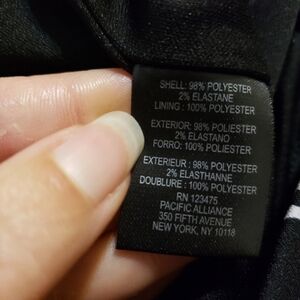 SHELL: 98% POLYESTER
2% ELASTANE
LINING : 100% POLYESTER
EXTERIOR: 98% POLIESTER
2% ELASTANO
FORRO: 100% POLYESTER
EXTERIEUR : 98% POLYESTER
2% ELASTHANNE
DOUBLURE : 100% POLYESTER
RN 123475
PACIFIC ALLIANCE
350 FIFTH AVENUE
NEW YORK, NY 10118